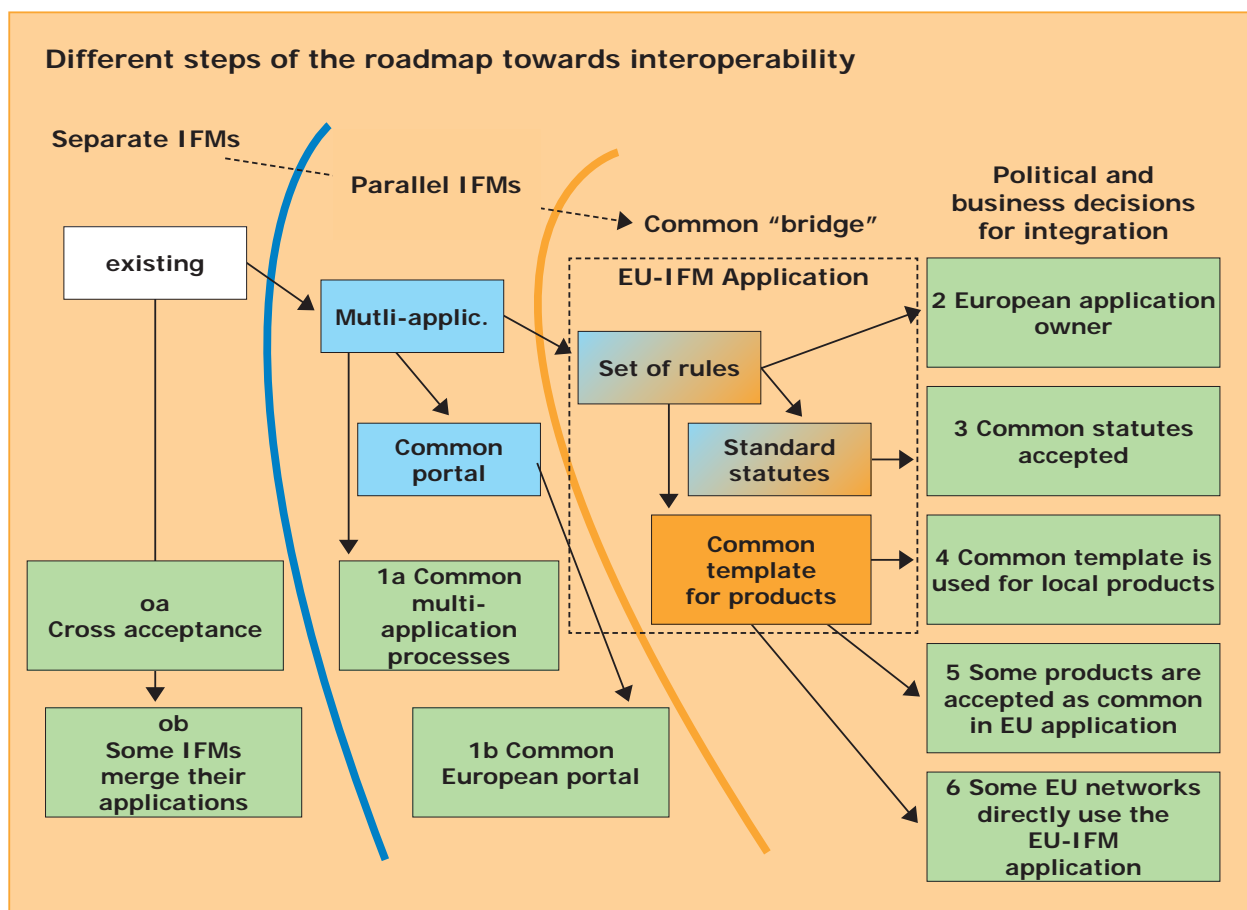 Different steps of the roadmap towards interoperability
Separate IFMs
Parallel IFMs
Common “bridge”
Political and
business decisions
for integration
existing
Mutli-applic.
Common
portal
EU-IFM Application
Set of rules
Standard
statutes
Common
template
for products
oa
Cross acceptance
ob
Some IFMs
merge their
applications
1a Common
multi-
application
processes
1b Common
European portal
2 European application
owner
3 Common statutes
accepted
4 Common template is
used for local products
5 Some products are
accepted as common
in EU application
6 Some EU networks
directly use the
EU-IFM
application